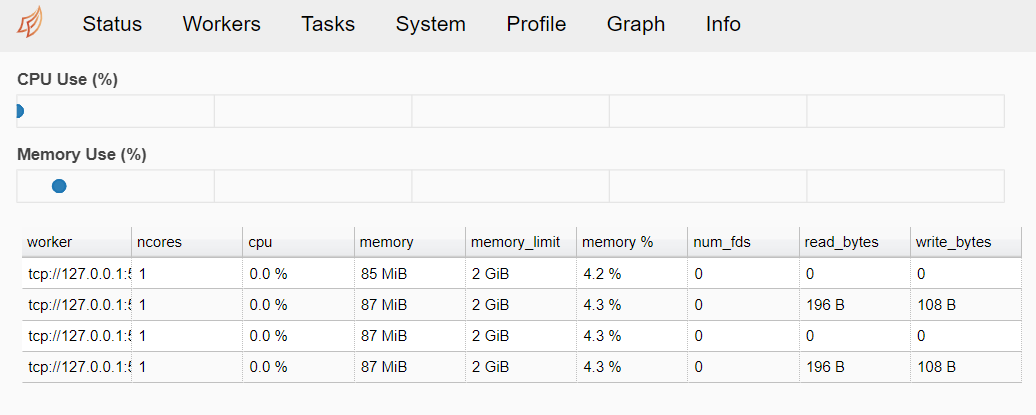 Status Workers Tasks System Profile Graph Info
CPU Use (%)
Memory Use (%)
worker ncores cpu memory memory_limit memory % num_fds read_bytes write_bytes
tcp://127.0.0.1:5 1 0.0 % 85 MiB 2 GiB 4.2 % 0 0 0
tcp://127.0.0.1:5 1 0.0 % 87 MiB 2 GiB 4.3 % 0 196 B 108 B
tcp://127.0.0.1:5 1 0.0 % 87 MiB 2 GiB 4.3 % 0 0 0
tcp://127.0.0.1:5 1 0.0 % 87 MiB 2 GiB 4.3 % 0 196 B 108 B